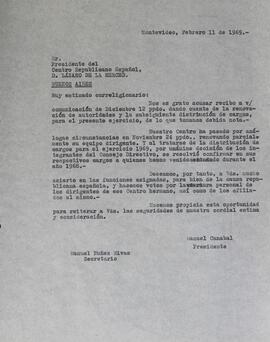 Montevideo, Febrero 11 de 1969.-
Sr.
Presidente del
Centro Republicano Español,
D. LÁZARO DE LA MERCED.
BUENOS AIRES
Muy estimado correligionario:
Nos es grato acusar recibo a v/
comunicación de Diciembre 12 ppdo. dando cuenta de la renova-
ción de autoridades y la subsiguiente distribución de cargos,
para el presente ejercicio, de lo que tomamos debida nota.-
Nuestro Centro ha pasado por aná-
logas circunstancias en Noviembre 24 ppdo., renovando parcialmen-
te su equipo dirigente. Y al tratarse de la distribución de
cargos para el ejercicio 1969, por unánime decisión de los in-
tegrantes del Consejo Directivo, se resolvió confirmar en sus
respectivos cargos a quienes hemos venido durante el
año 1968.-
Deseamos, por tanto, a Vds. mucho
acierto en las funciones asignadas, para bien de la causa repu-
blicana española, y hacemos votos por la ventura personal de
los dirigentes de ese Centro hermano, así como de los afilia-
dos al mismo.-
Hacemos propicia esta oportunidad
para reiterar a Vds. las seguridades de nuestra cordial estima
y consideración.
Manuel Canabal
Presidente
Manuel Núñez Rivas
Secretario